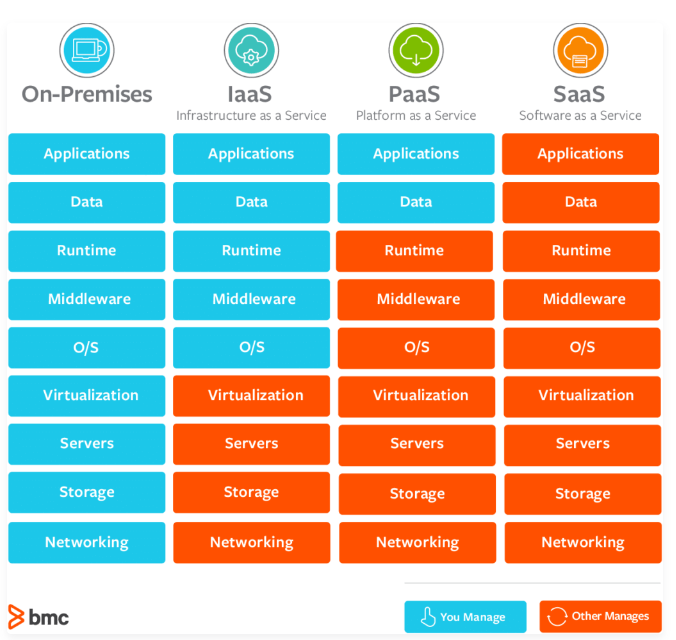 On-Premises IaaS PaaS SaaS
Infrastructure as a Service Platform as a Service Software as a Service
Applications Applications Applications Applications
Data Data Data Data
Runtime Runtime Runtime Runtime
Middleware Middleware Middleware Middleware
O/S O/S O/S O/S
Virtualization Virtualization Virtualization Virtualization
Servers Servers Servers Servers
Storage Storage Storage Storage
Networking Networking Networking Networking
bmc You Manage Other Manages